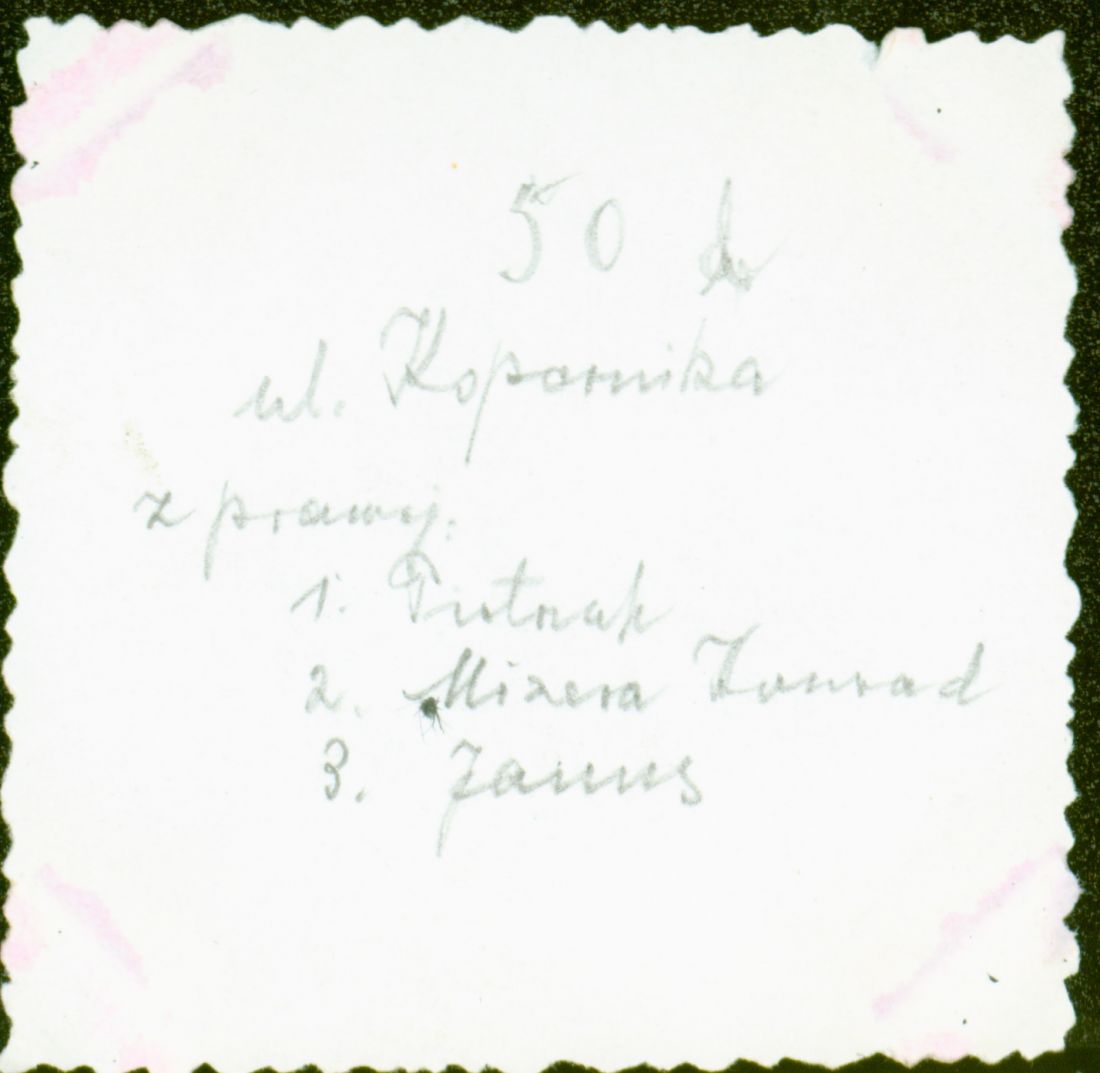 50
ul. Kopernika
z prawej:
1. Pietrzak
2. Mizera Konrad
3. Janus